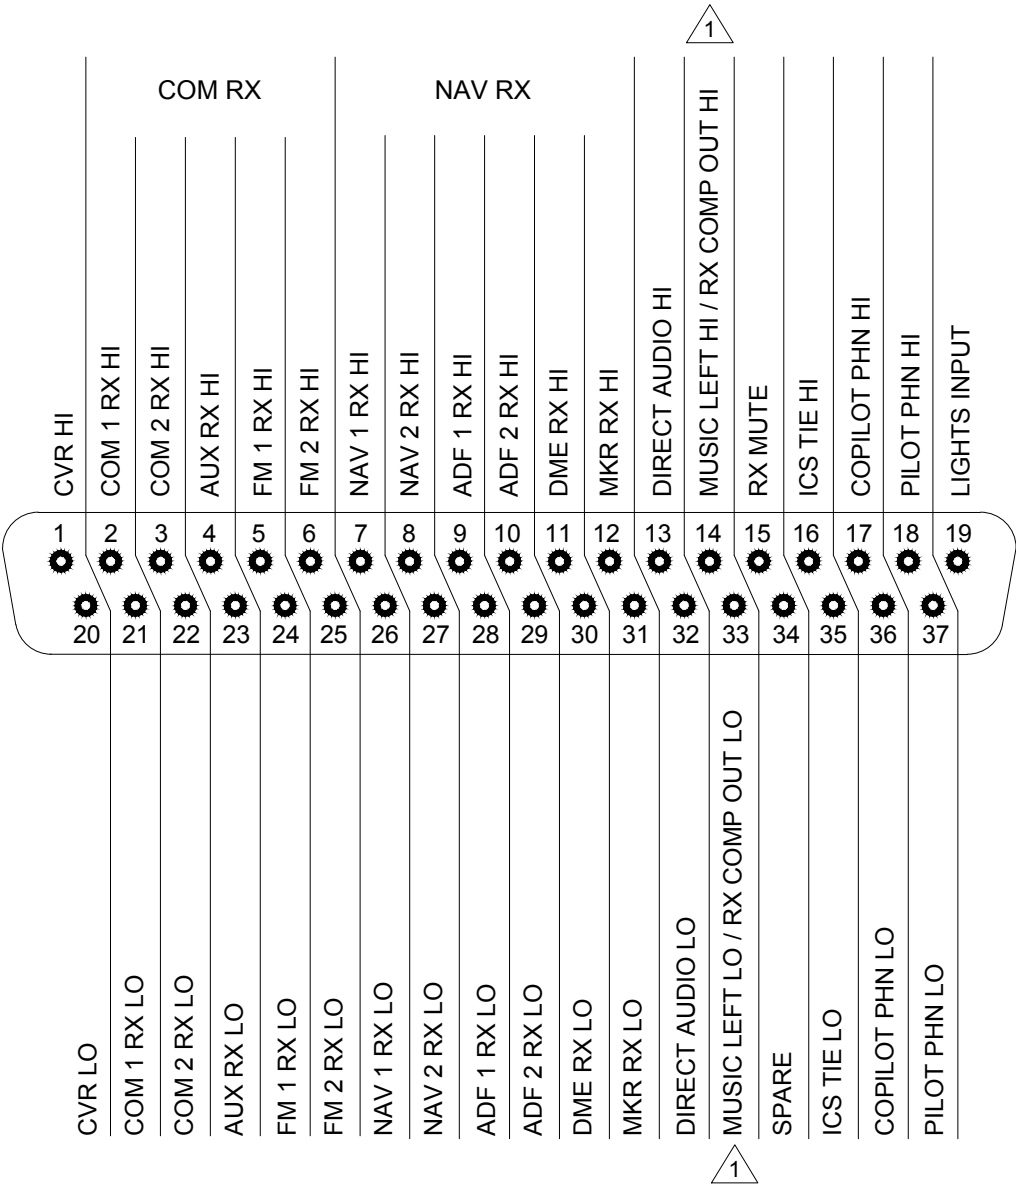 1
COM RX
NAV RX
CVR HI
COM 1 RX HI
COM 2 RX HI
AUX RX HI
FM 1 RX HI
FM 2 RX HI
NAV 1 RX HI
NAV 2 RX HI
ADF 1 RX HI
ADF 2 RX HI
DME RX HI
MKR RX HI
DIRECT AUDIO HI
MUSIC LEFT HI / RX COMP OUT HI
RX MUTE
ICS TIE HI
COPILOT PHN HI
PILOT PHN HI
LIGHTS INPUT
1 2 3 4 5 6 7 8 9 10 11 12 13 14 15 16 17 18 19
20 21 22 23 24 25 26 27 28 29 30 31 32 33 34 35 36 37
CVR LO
COM 1 RX LO
COM 2 RX LO
AUX RX LO
FM 1 RX LO
FM 2 RX LO
NAV 1 RX LO
NAV 2 RX LO
ADF 1 RX LO
ADF 2 RX LO
DME RX LO
MKR RX LO
DIRECT AUDIO LO
MUSIC LEFT LO / RX COMP OUT LO
SPARE
ICS TIE LO
COPILOT PHN LO
PILOT PHN LO
1